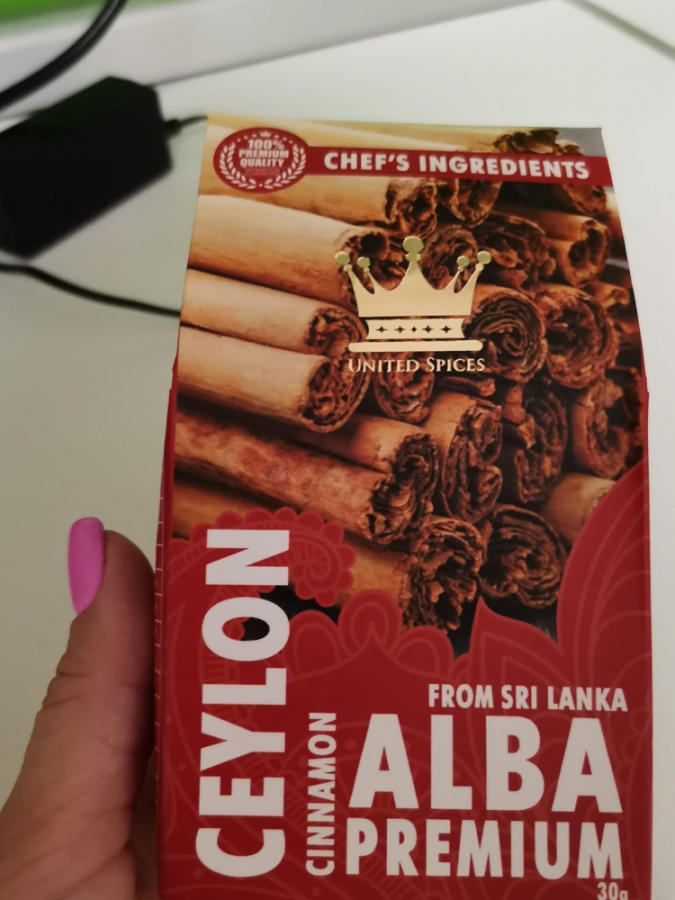 100%
PREMIUM
QUALITY
CHEF'S INGREDIENTS
UNITED SPICES
CEYLON
CINNAMON
FROM SRI LANKA
ALBA
PREMIUM
30g